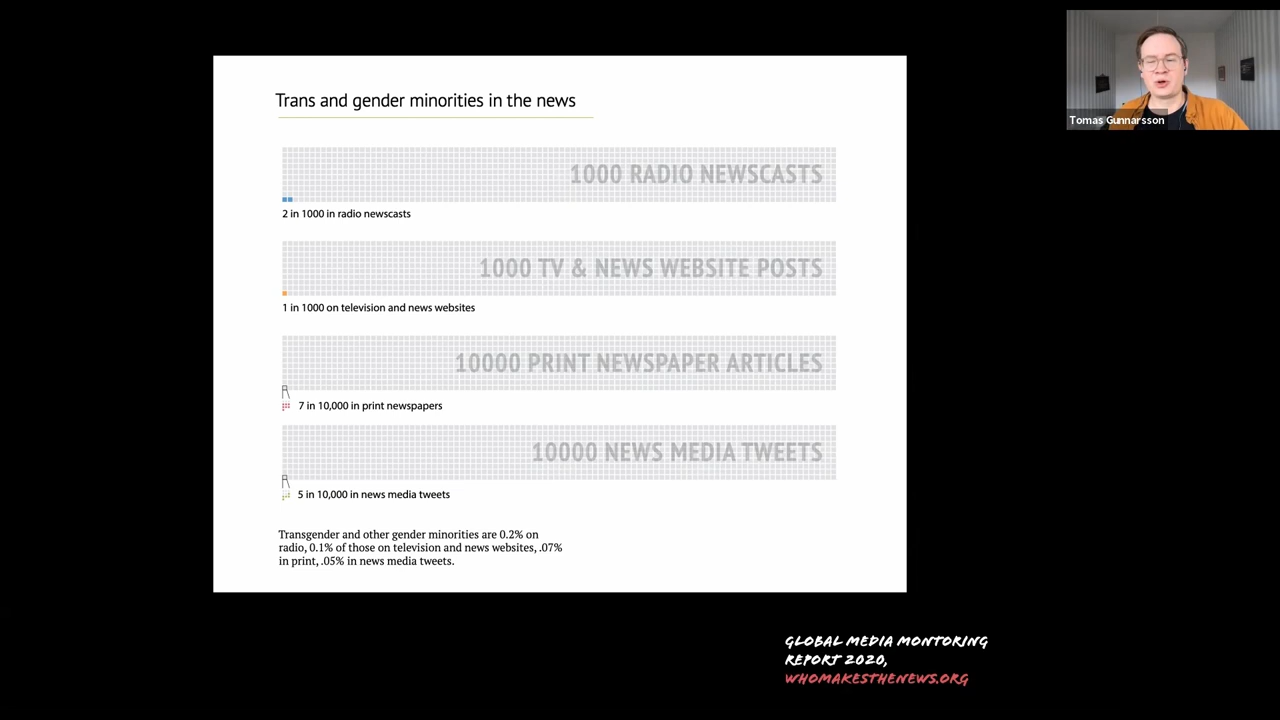 Tomas Gunnarsson
Trans and gender minorities in the news
1000 RADIO NEWSCASTS
2 in 1000 in radio newscasts
1000 TV & NEWS WEBSITE POSTS
1 in 1000 on television and news websites
10000 PRINT NEWSPAPER ARTICLES
7 in 10,000 in print newspapers
10000 NEWS MEDIA TWEETS
5 in 10,000 in news media tweets
Transgender and other gender minorities are 0.2% on
radio, 0.1% of those on television and news websites, .07%
in print, .05% in news media tweets.
GLOBAL MEDIA MONTORING
REPORT 2020,
WHOMAKESTHENEWS.ORG